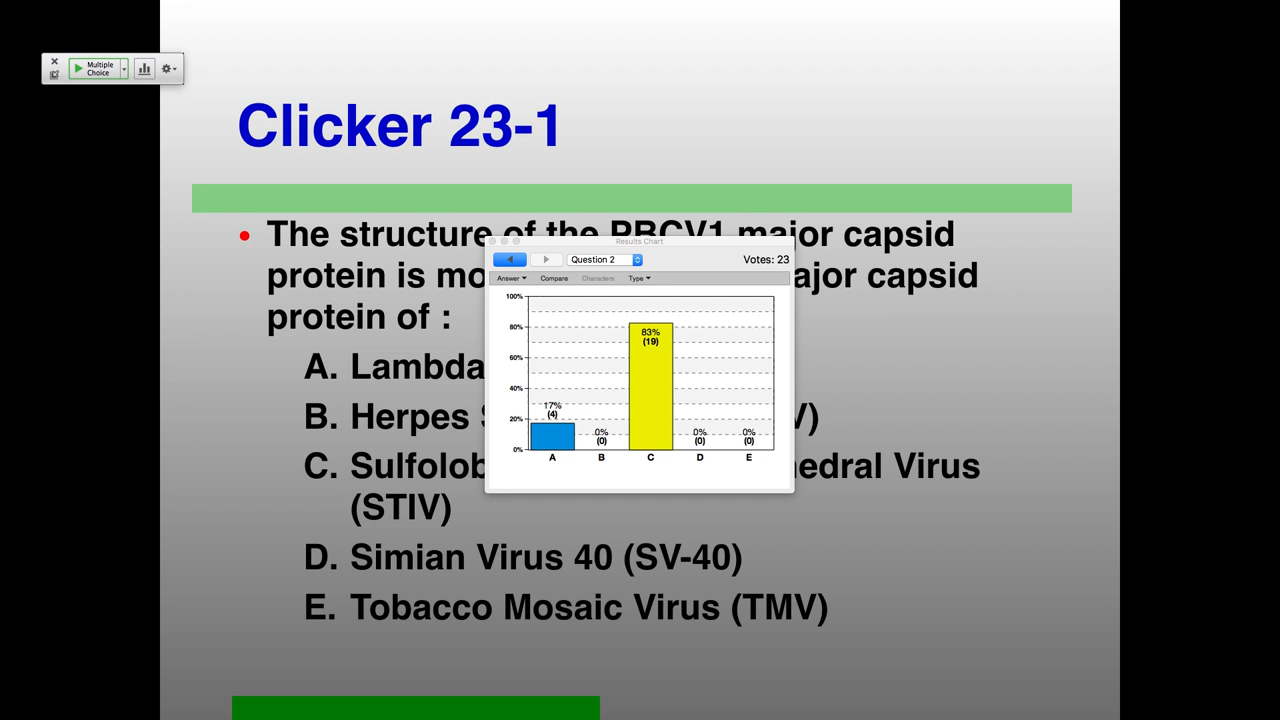 Multiple
Choice
Clicker 23-1
• The structure of the PBCV1 major capsid
protein is mo ajor capsid
protein of :
A. Lambda
B. Herpes V)
C. Sulfolob hedral Virus
(STIV)
D. Simian Virus 40 (SV-40)
E. Tobacco Mosaic Virus (TMV)
Results Chart
Question 2
Votes: 23
Answer Compare Characters Type
100%
80%
60%
40%
20%
0%
17%
(4)
0%
(0)
83%
(19)
0%
(0)
0%
(0)
A B C D E